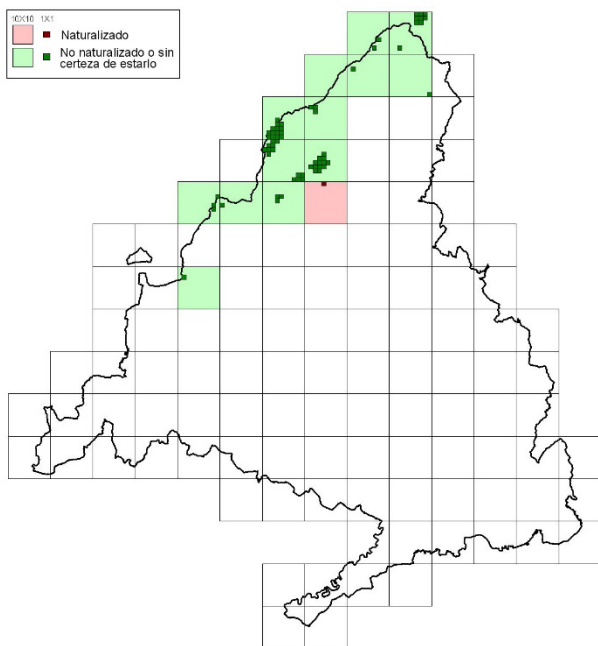 10X10 1X1
Naturalizado
No naturalizado o sin
certeza de estarlo